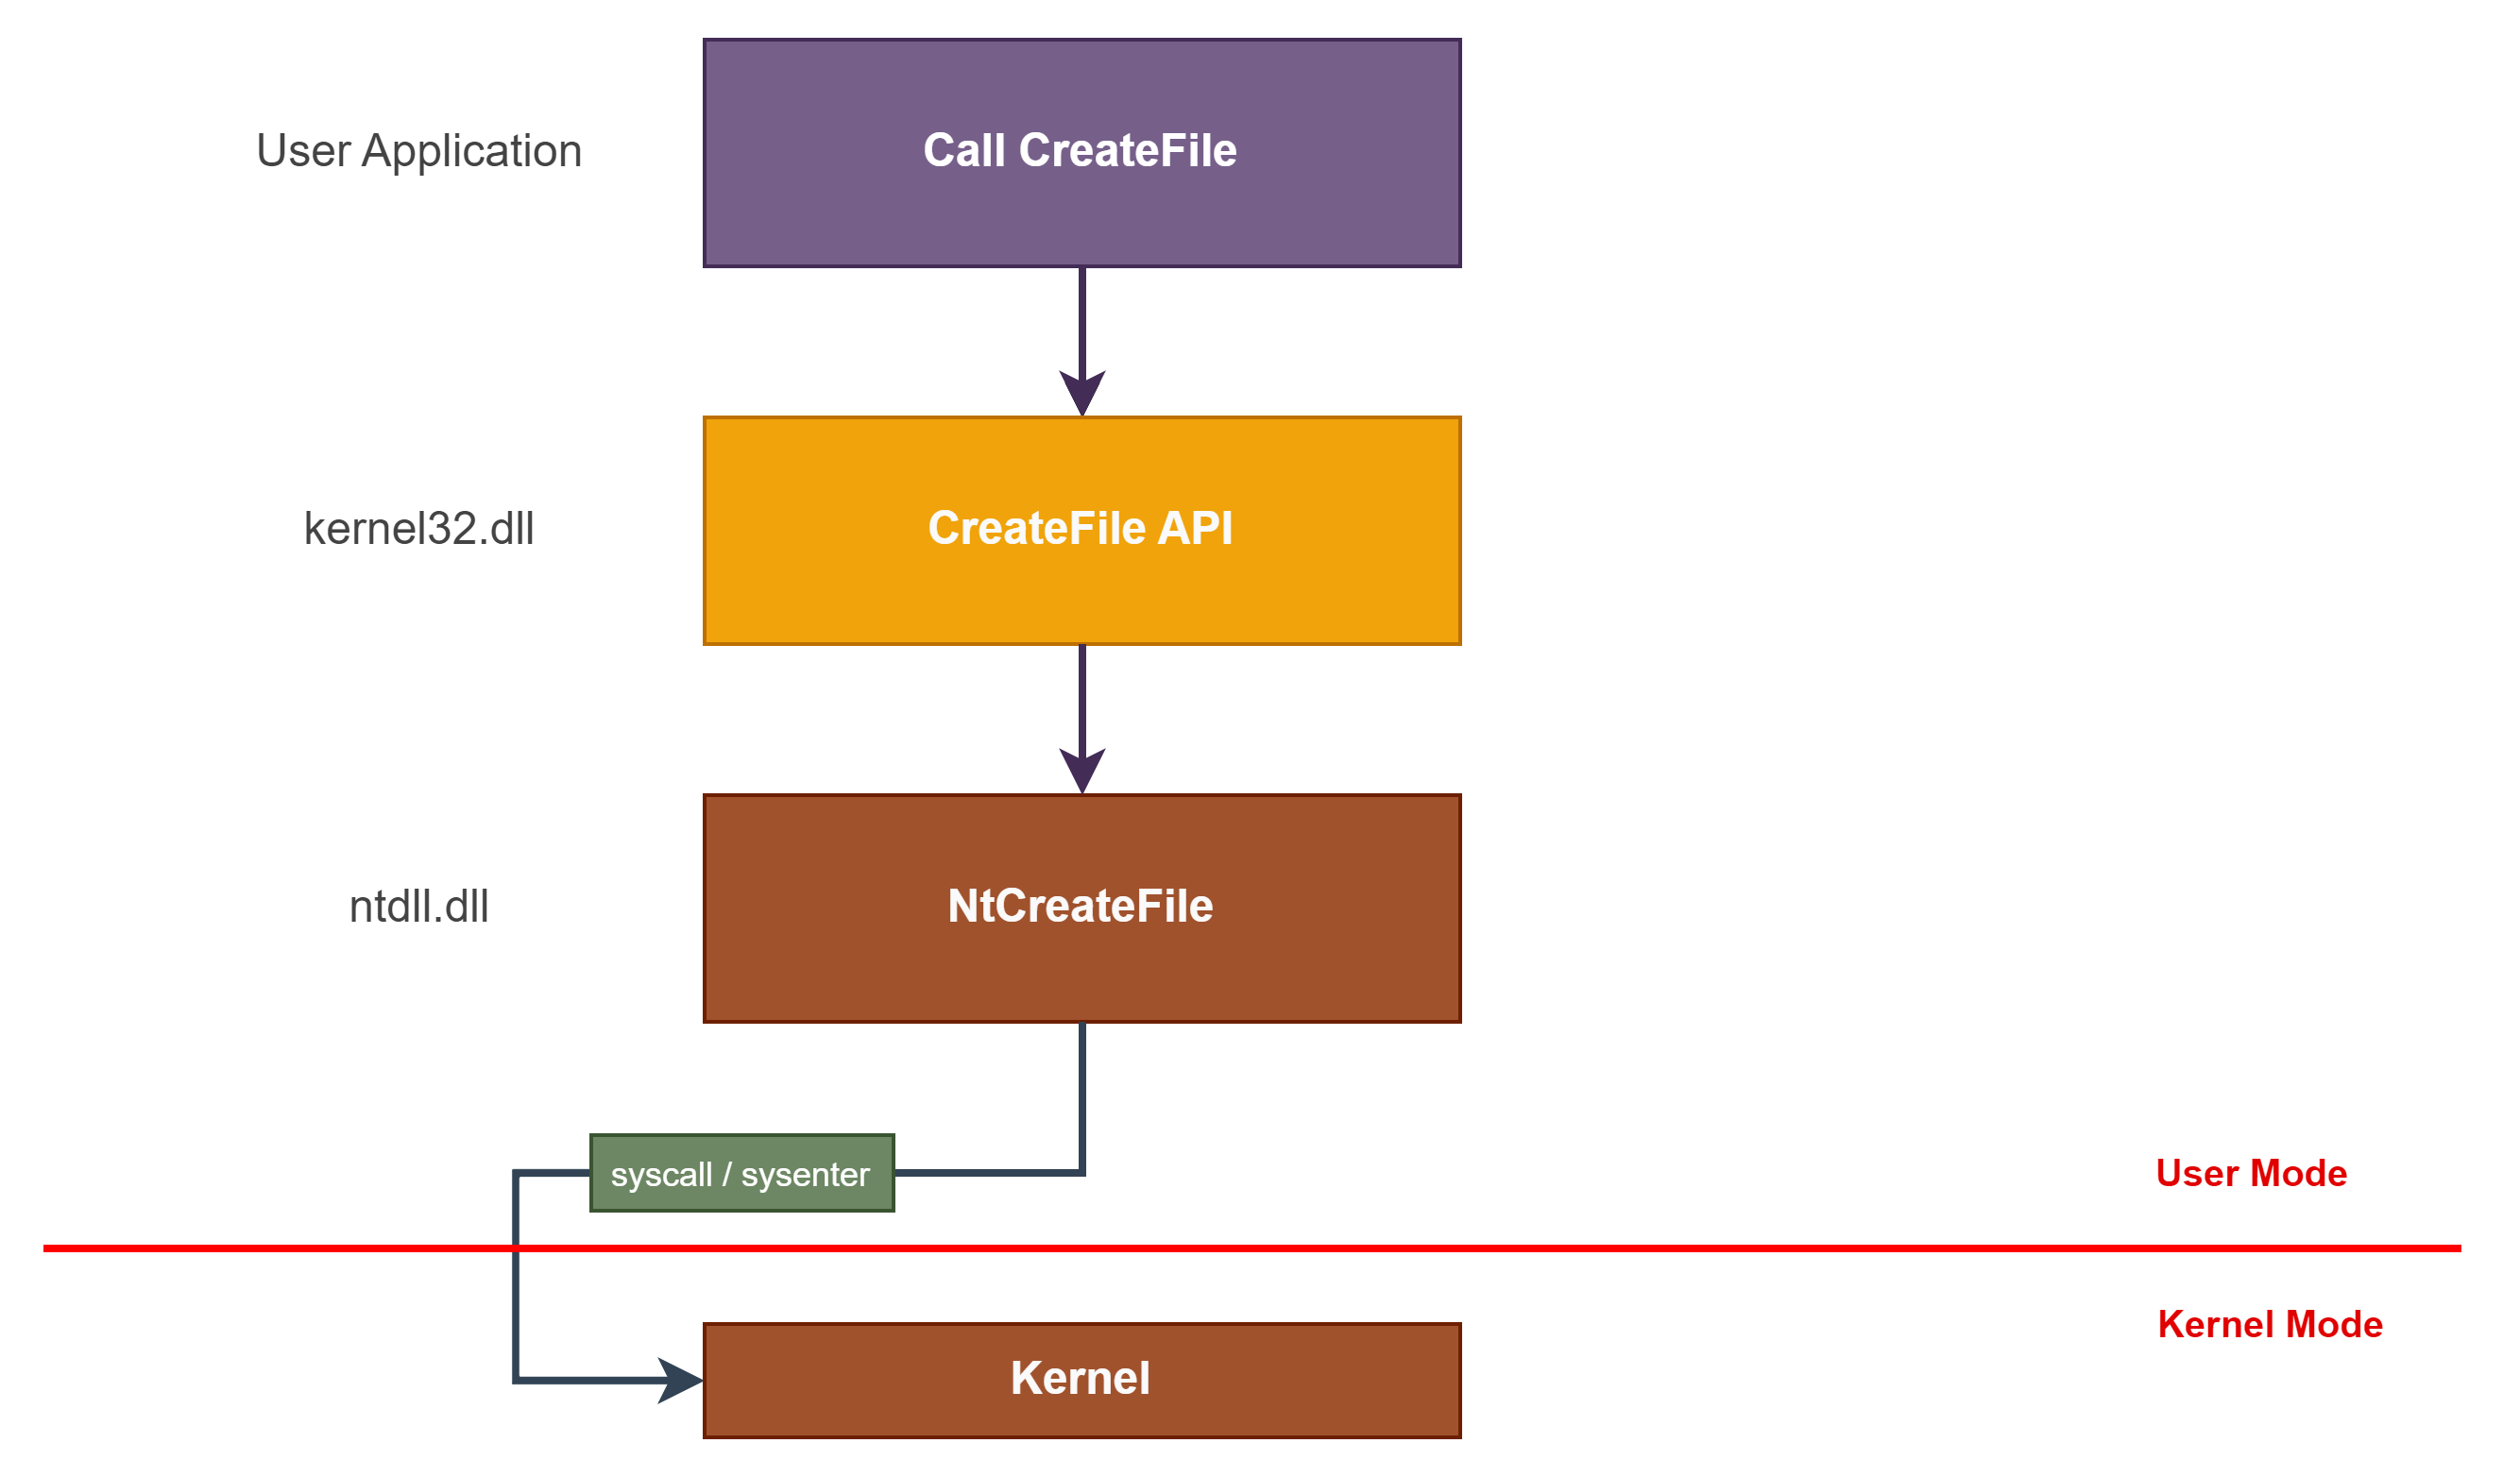 User Application
Call CreateFile
kernel32.dll
CreateFile API
ntdll.dll
NtCreateFile
syscall / sysenter
User Mode
Kernel Mode
Kernel